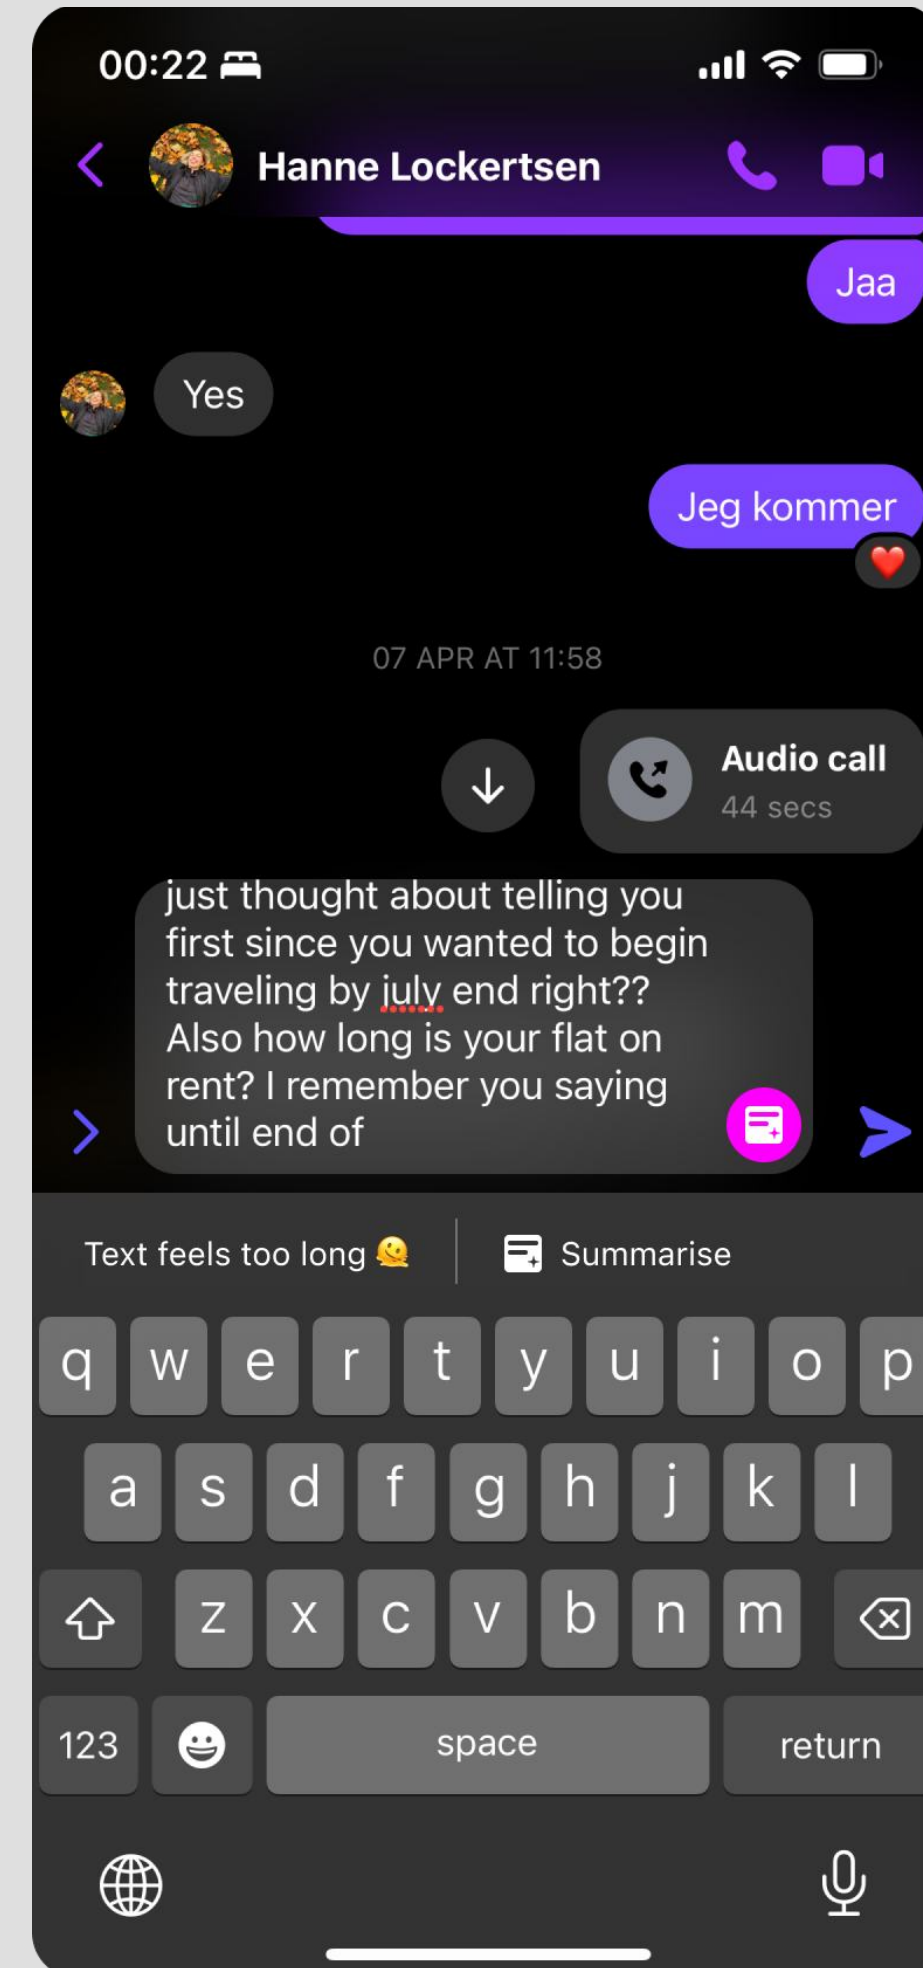 00:22
Hanne Lockertsen
Jaa
Yes
Jeg kommer
07 APR AT 11:58
Audio call
44 secs
just thought about telling you
first since you wanted to begin
traveling by july end right??
Also how long is your flat on
rent? I remember you saying
until end of
Text feels too long 🫠
Summarise
q w e r t y u i o p
a s d f g h j k l
z x c v b n m
123 space return